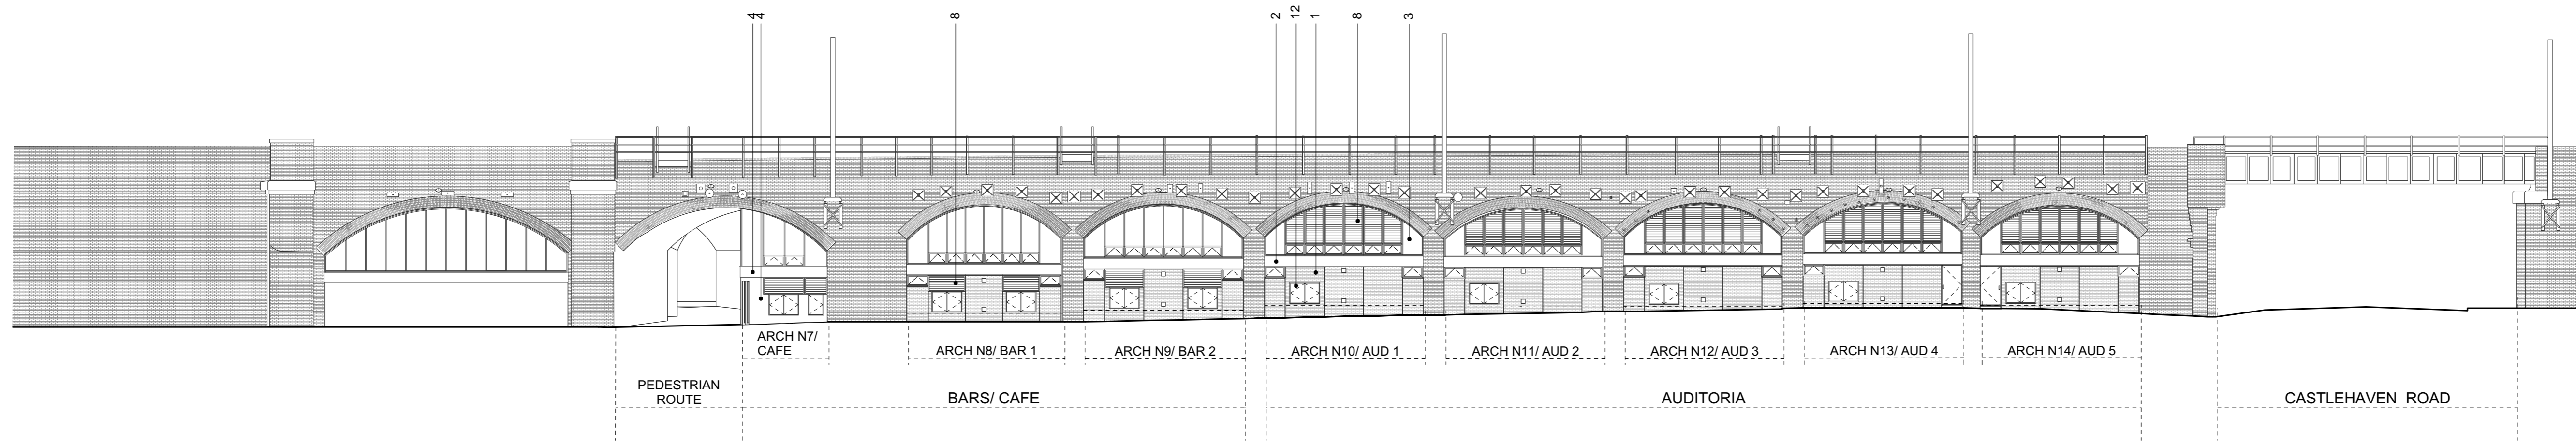 4
4
8
2
12
1
8
3
ARCH N7/
CAFE
ARCH N8/ BAR 1
ARCH N9/ BAR 2
ARCH N10/ AUD 1
ARCH N11/ AUD 2
ARCH N12/ AUD 3
ARCH N13/ AUD 4
ARCH N14/ AUD 5
PEDESTRIAN
ROUTE
BARS/ CAFE
AUDITORIA
CASTLEHAVEN ROAD